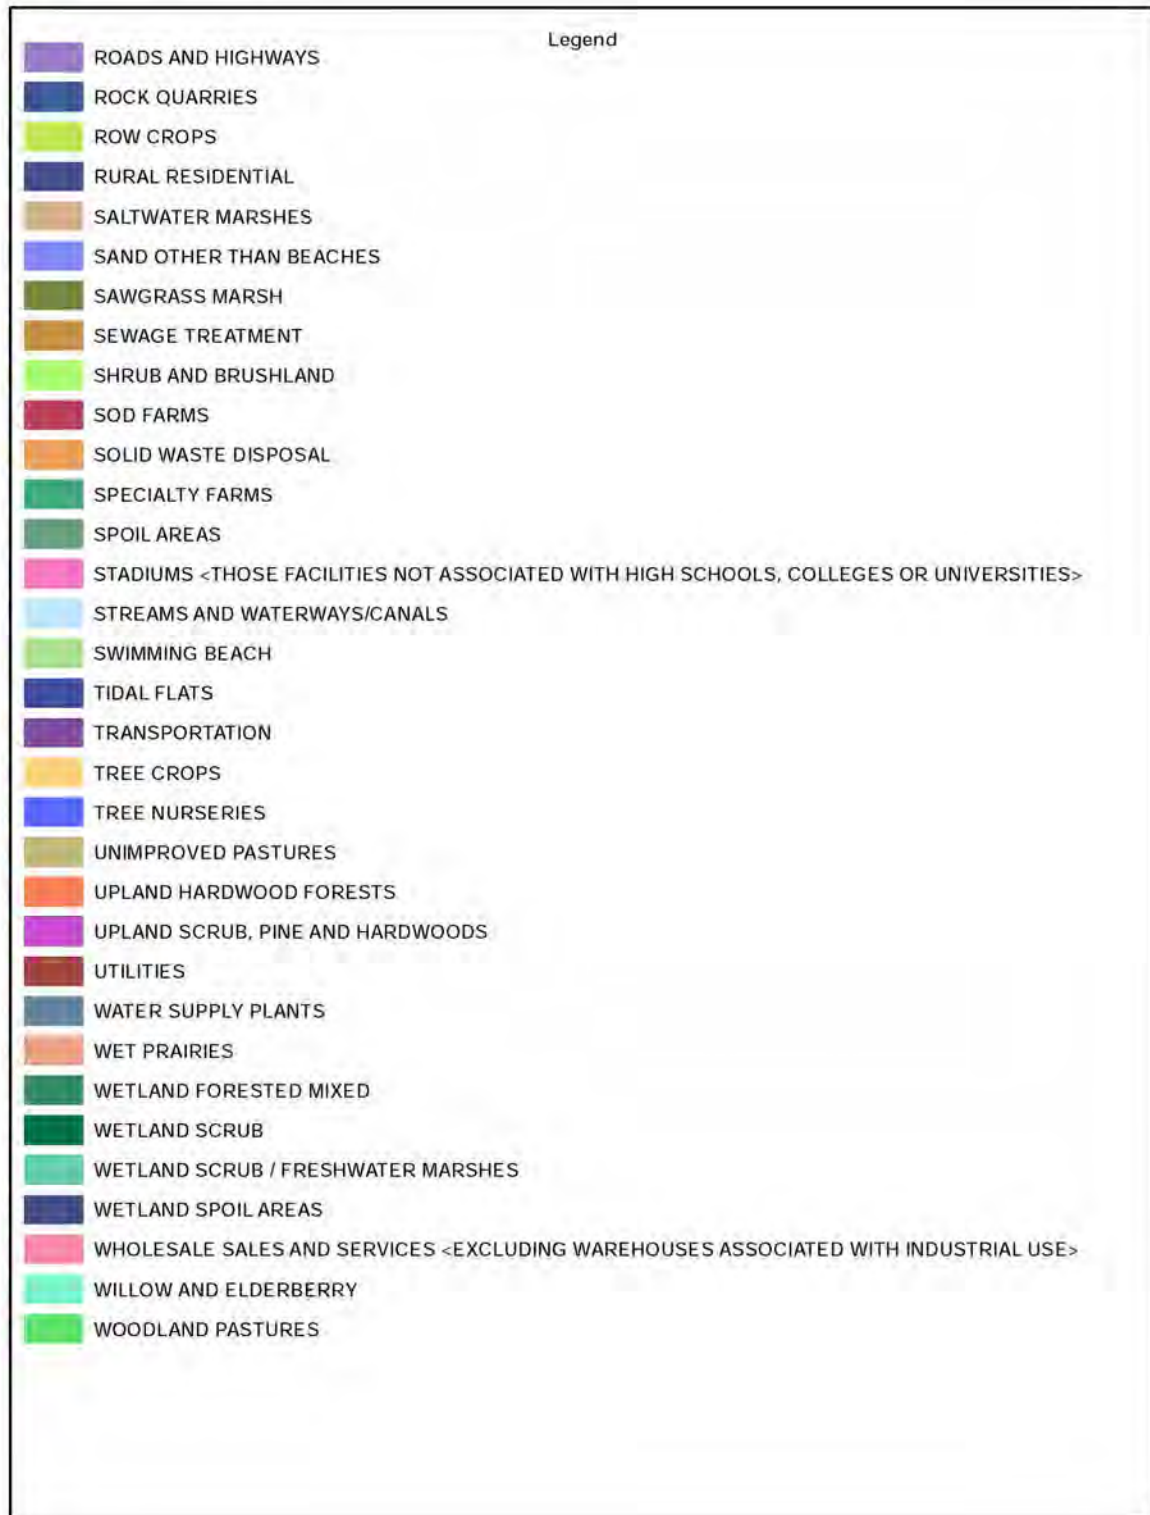 Legend
ROADS AND HIGHWAYS
ROCK QUARRIES
ROW CROPS
RURAL RESIDENTIAL
SALTWATER MARSHES
SAND OTHER THAN BEACHES
SAWGRASS MARSH
SEWAGE TREATMENT
SHRUB AND BRUSHLAND
SOD FARMS
SOLID WASTE DISPOSAL
SPECIALTY FARMS
SPOIL AREAS
STADIUMS <THOSE FACILITIES NOT ASSOCIATED WITH HIGH SCHOOLS, COLLEGES OR UNIVERSITIES>
STREAMS AND WATERWAYS/CANALS
SWIMMING BEACH
TIDAL FLATS
TRANSPORTATION
TREE CROPS
TREE NURSERIES
UNIMPROVED PASTURES
UPLAND HARDWOOD FORESTS
UPLAND SCRUB, PINE AND HARDWOODS
UTILITIES
WATER SUPPLY PLANTS
WET PRAIRIES
WETLAND FORESTED MIXED
WETLAND SCRUB
WETLAND SCRUB / FRESHWATER MARSHES
WETLAND SPOIL AREAS
WHOLESALE SALES AND SERVICES <EXCLUDING WAREHOUSES ASSOCIATED WITH INDUSTRIAL USE>
WILLOW AND ELDERBERRY
WOODLAND PASTURES